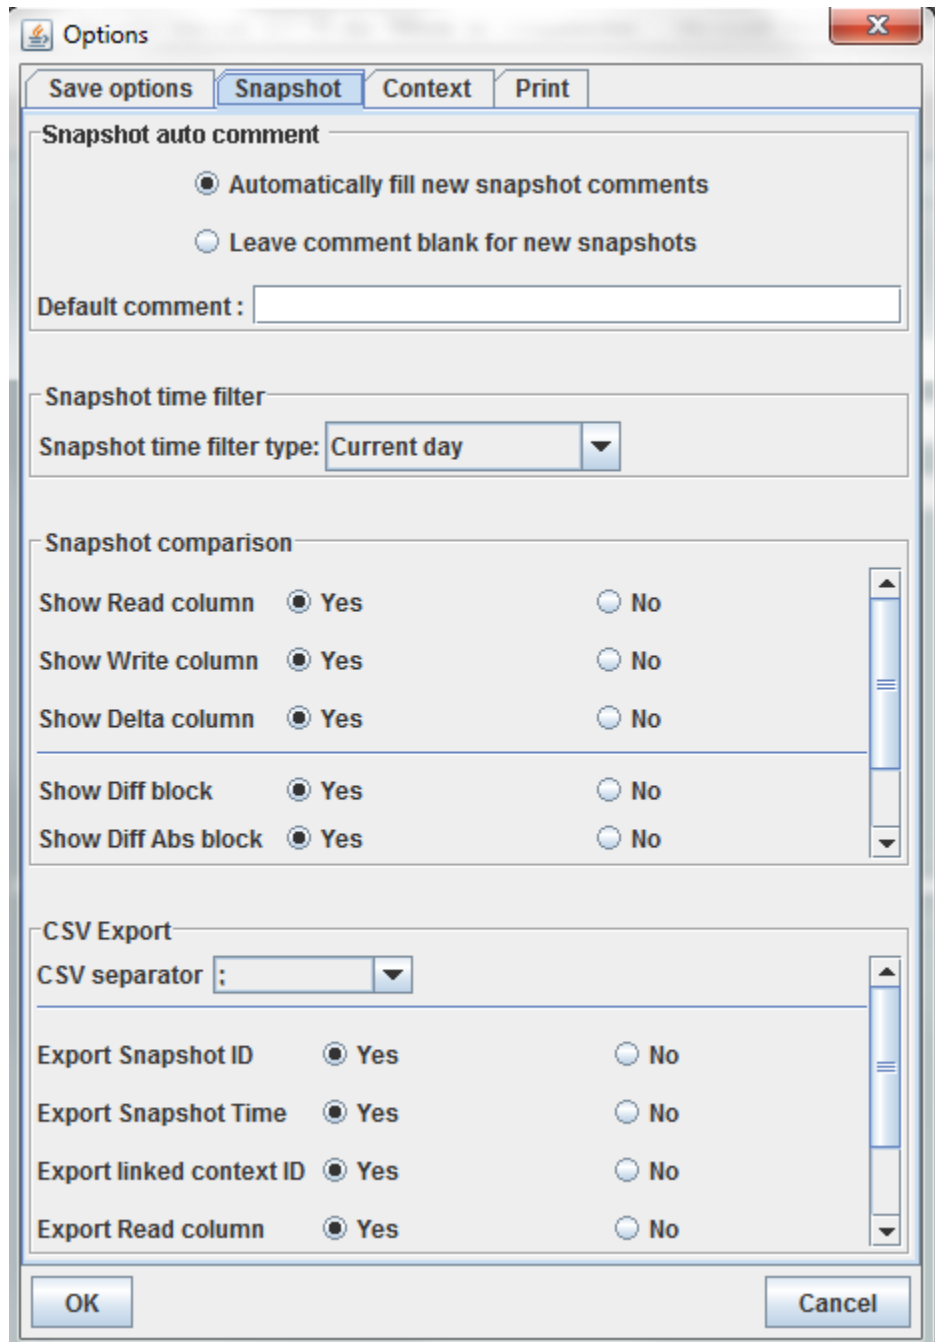 Options
Save options Snapshot Context Print
Snapshot auto comment
Automatically fill new snapshot comments
Leave comment blank for new snapshots
Default comment :
Snapshot time filter
Snapshot time filter type: Current day
Snapshot comparison
Show Read column Yes No
Show Write column Yes No
Show Delta column Yes No
Show Diff block Yes No
Show Diff Abs block Yes No
CSV Export
CSV separator ;
Export Snapshot ID Yes No
Export Snapshot Time Yes No
Export linked context ID Yes No
Export Read column Yes No
OK Cancel